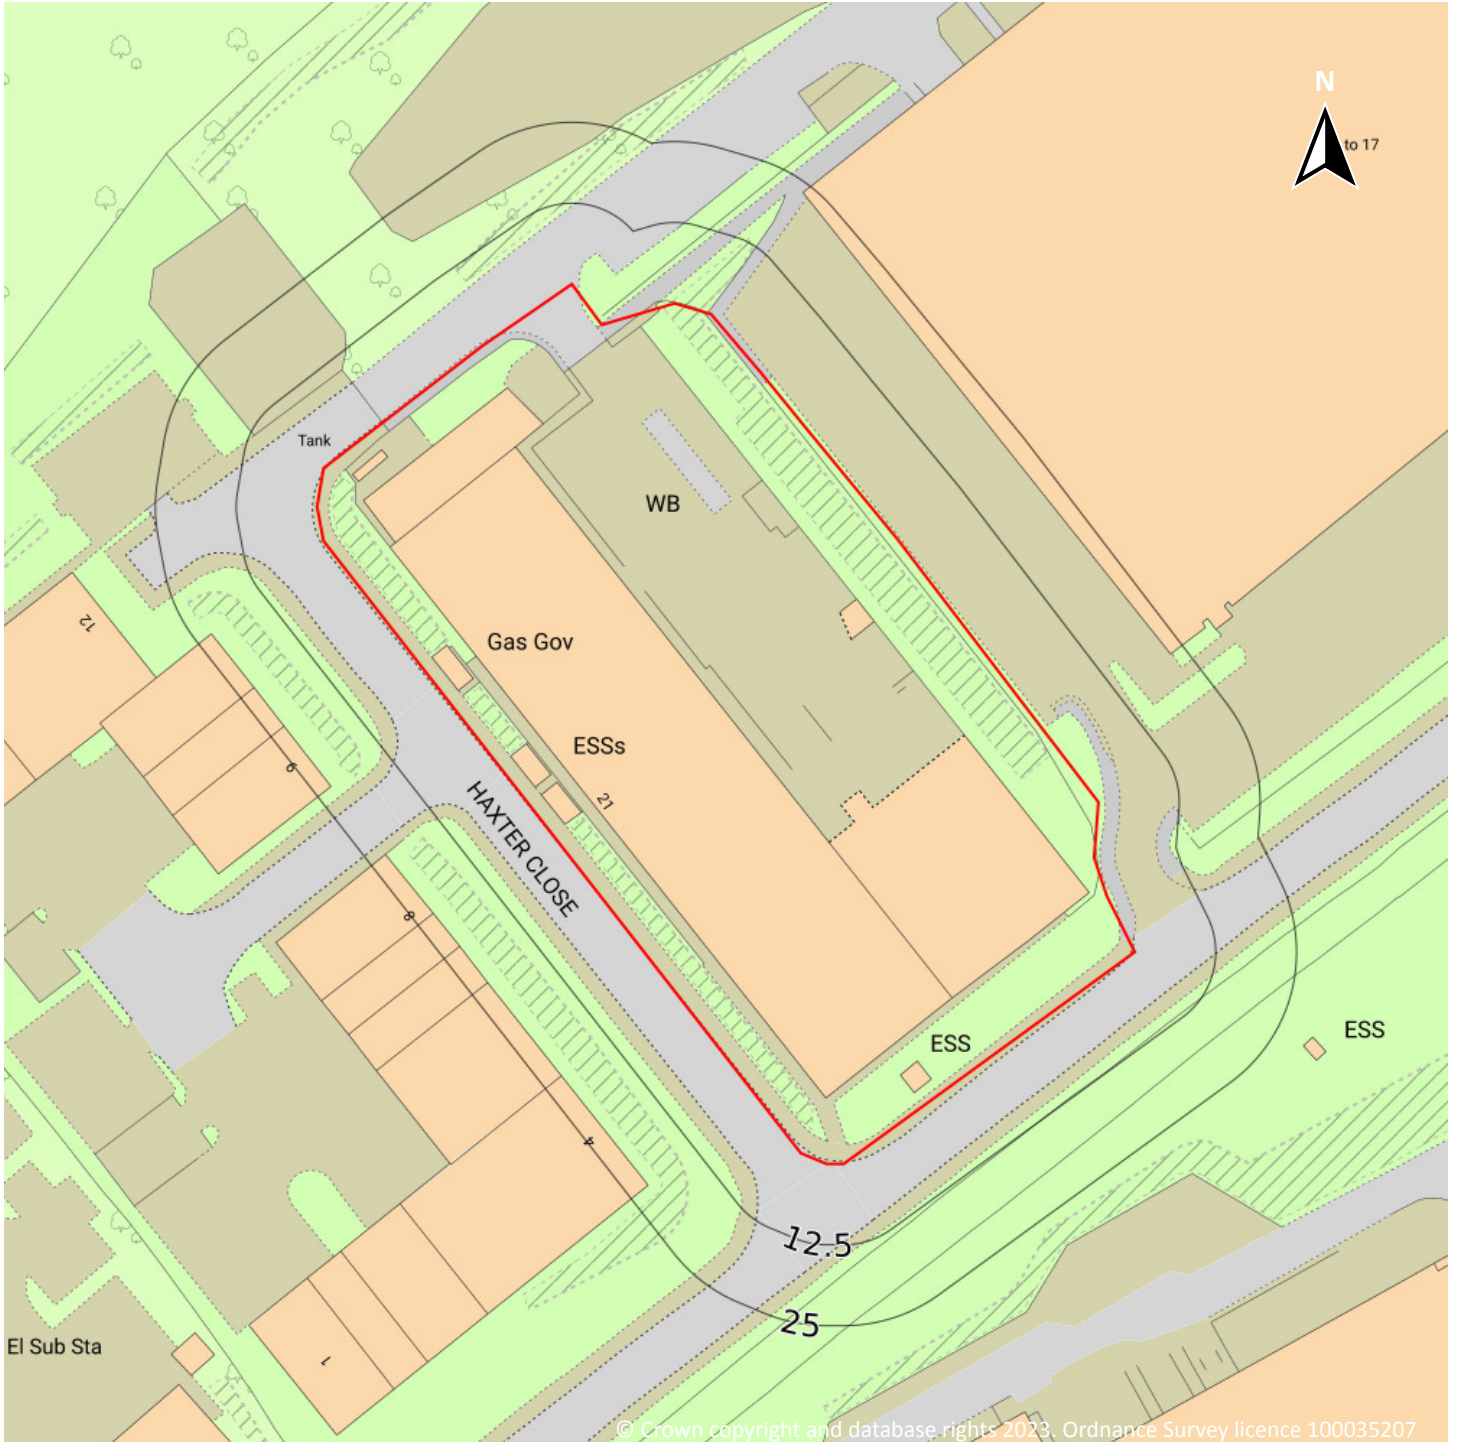 N
to 17
Tank
WB
12
Gas Gov
ESSs
9
21
HAXTER CLOSE
8
ESS
ESS
4
12.5
25
El Sub Sta
1
© Crown copyright and database rights 2023. Ordnance Survey licence 100035207